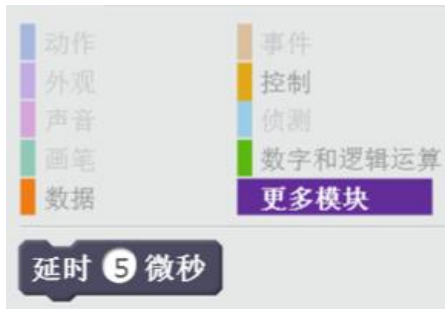 动作 事件
外观 控制
声音 侦测
画笔 数字和逻辑运算
数据 更多模块
延时 5 微秒